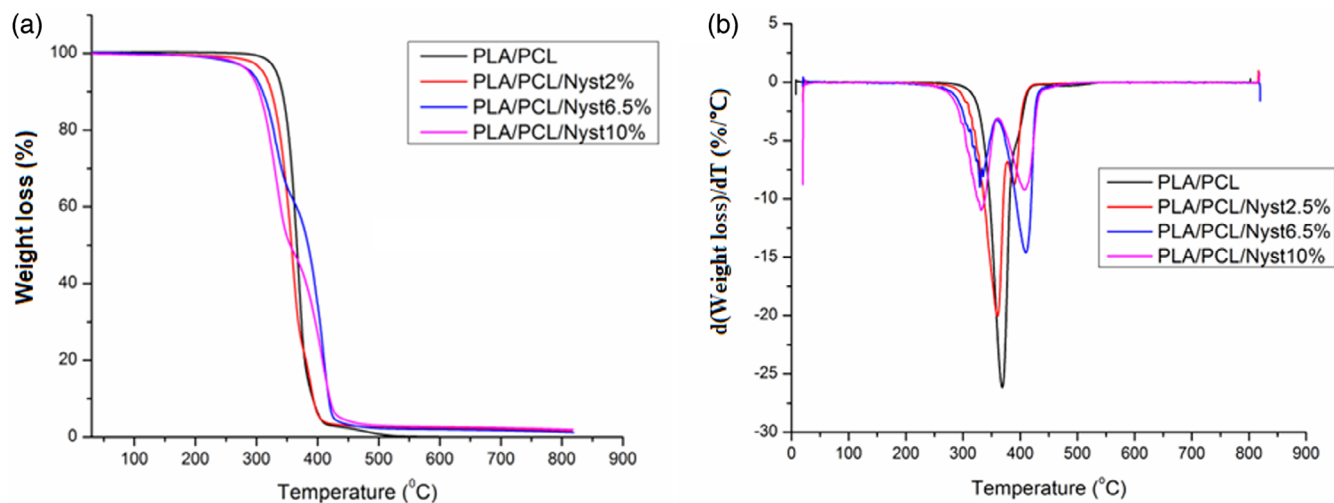 (a)
Weight loss (%)
100
80
60
40
20
0
100 200 300 400 500 600 700 800 900
Temperature (⁰C)
PLA/PCL
PLA/PCL/Nyst2%
PLA/PCL/Nyst6.5%
PLA/PCL/Nyst10%
(b)
d(Weight loss)/dT (%/°C)
5
0
-5
-10
-15
-20
-25
-30
0 100 200 300 400 500 600 700 800 900
Temperature (⁰C)
PLA/PCL
PLA/PCL/Nyst2.5%
PLA/PCL/Nyst6.5%
PLA/PCL/Nyst10%